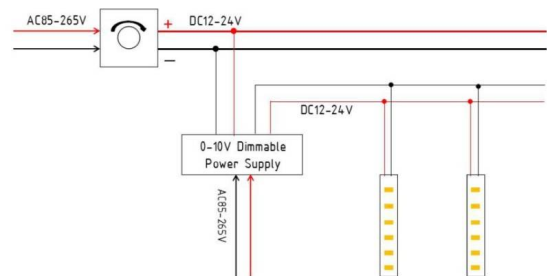 AC85-265V
+
DC12-24V
−
DC12-24V
0-10V Dimmable
Power Supply
AC85-265V